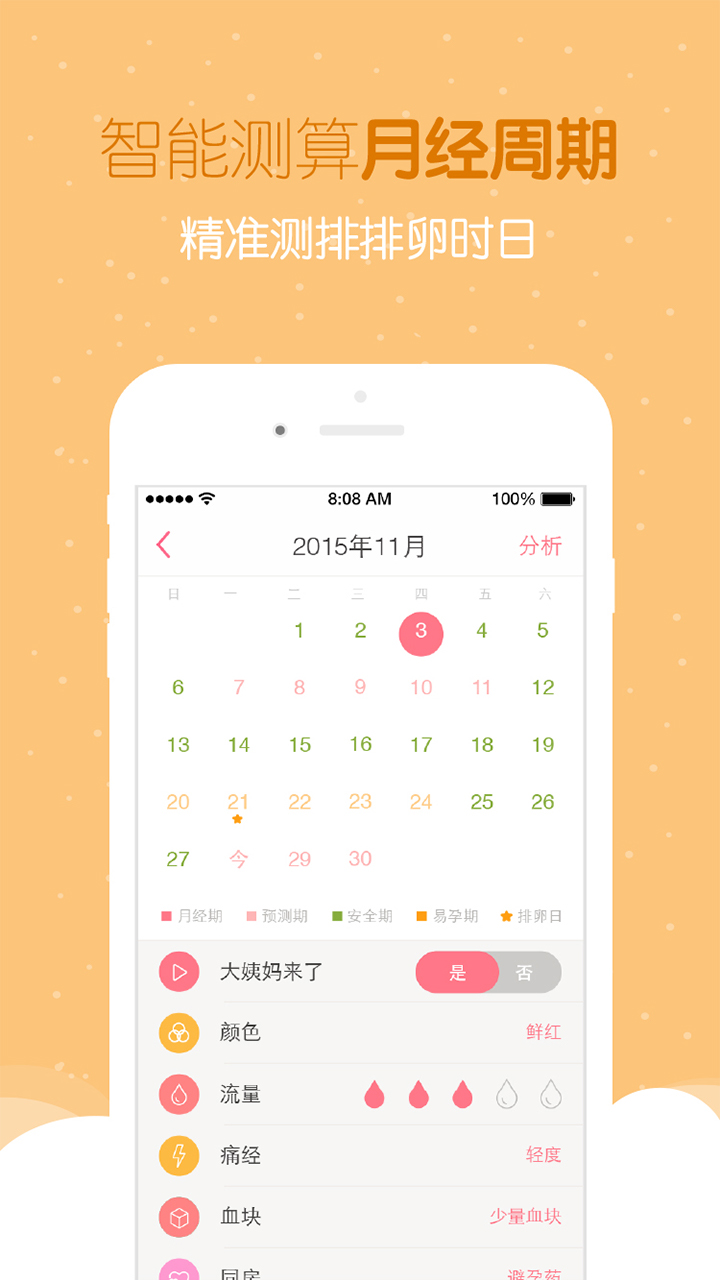 智能测算月经周期
精准测排排卵时日
8:08 AM 100%
2015年11月 分析
日 一 二 三 四 五 六
1 2 3 4 5
6 7 8 9 10 11 12
13 14 15 16 17 18 19
20 21 22 23 24 25 26
27 今 29 30
月经期 预测期 安全期 易孕期 排卵日
大姨妈来了 是 否
颜色 鲜红
流量
痛经 轻度
血块 少量血块
同房 避孕药